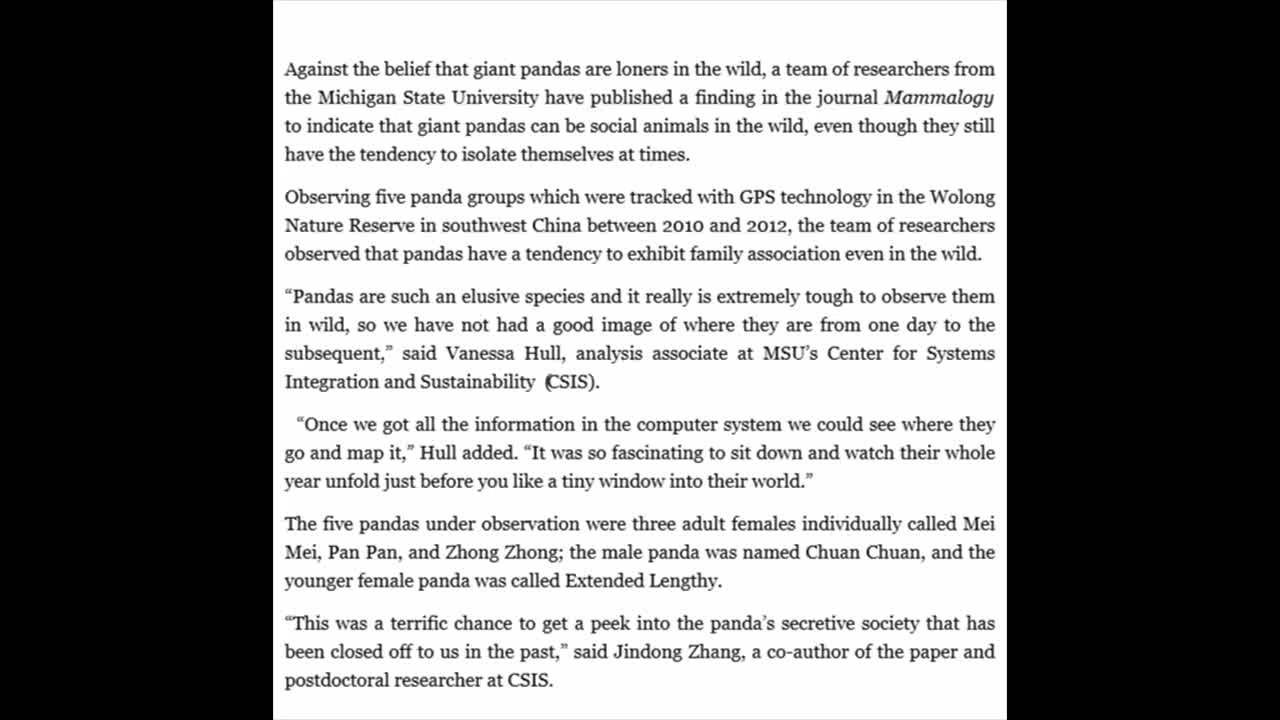 Against the belief that giant pandas are loners in the wild, a team of researchers from
the Michigan State University have published a finding in the journal Mammalogy
to indicate that giant pandas can be social animals in the wild, even though they still
have the tendency to isolate themselves at times.
Observing five panda groups which were tracked with GPS technology in the Wolong
Nature Reserve in southwest China between 2010 and 2012, the team of researchers
observed that pandas have a tendency to exhibit family association even in the wild.
“Pandas are such an elusive species and it really is extremely tough to observe them
in wild, so we have not had a good image of where they are from one day to the
subsequent,” said Vanessa Hull, analysis associate at MSU’s Center for Systems
Integration and Sustainability (CSIS).
“Once we got all the information in the computer system we could see where they
go and map it,” Hull added. “It was so fascinating to sit down and watch their whole
year unfold just before you like a tiny window into their world.”
The five pandas under observation were three adult females individually called Mei
Mei, Pan Pan, and Zhong Zhong; the male panda was named Chuan Chuan, and the
younger female panda was called Extended Lengthy.
“This was a terrific chance to get a peek into the panda’s secretive society that has
been closed off to us in the past,” said Jindong Zhang, a co-author of the paper and
postdoctoral researcher at CSIS.